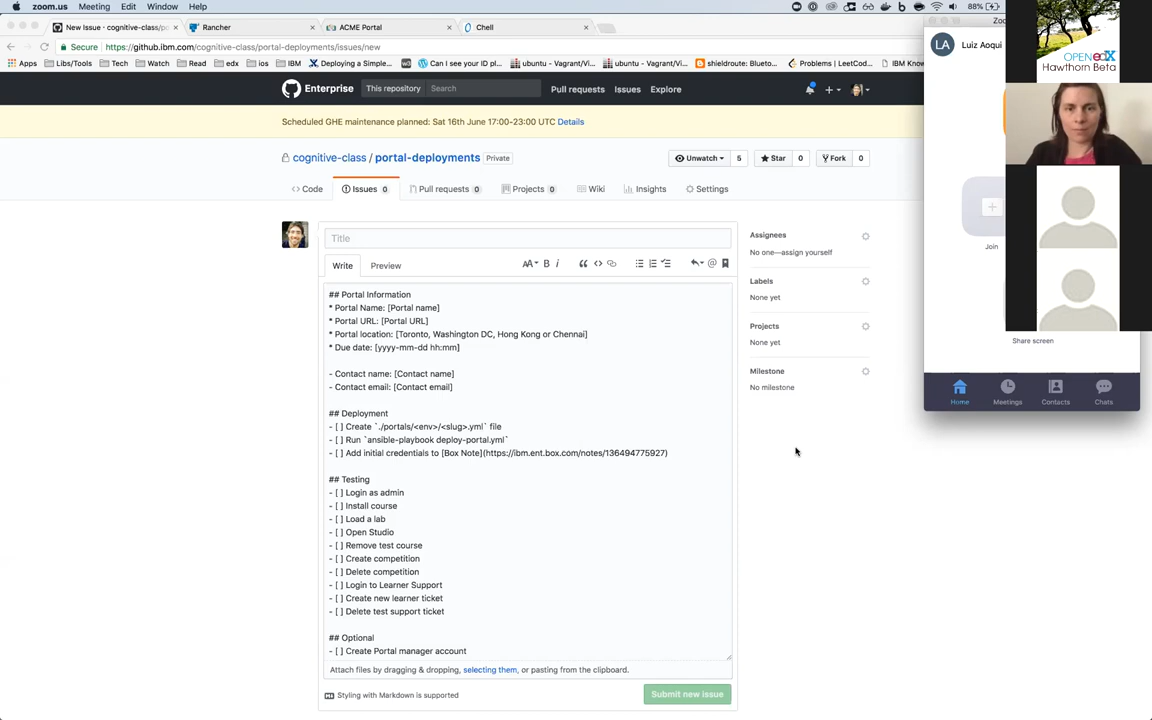 zoom.us Meeting Edit Window Help 88%
New Issue · cognitive-class/po
Rancher
ACME Portal
Chell
Secure https://github.ibm.com/cognitive-class/portal-deployments/issues/new
Apps Libs/Tools Tech Watch Read edx ios IBM Deploying a Simple... Can I see your ID pl... ubuntu - Vagrant/Vi... ubuntu - Vagrant/Vi... shieldroute: Blueto... Problems | LeetCod... IBM Know
LA Luiz Aoqui
OPEN edX
Hawthorn Beta
Enterprise This repository Search Pull requests Issues Explore
Scheduled GHE maintenance planned: Sat 16th June 17:00-23:00 UTC Details
cognitive-class / portal-deployments Private
Unwatch 5 Star 0 Fork 0
Code Issues 0 Pull requests 0 Projects 0 Wiki Insights Settings
Title
Write Preview AA B i
## Portal Information
* Portal Name: [Portal name]
* Portal URL: [Portal URL]
* Portal location: [Toronto, Washington DC, Hong Kong or Chennai]
* Due date: [yyyy-mm-dd hh:mm]
- Contact name: [Contact name]
- Contact email: [Contact email]
## Deployment
- [ ] Create `./portals/<env>/<slug>.yml` file
- [ ] Run `ansible-playbook deploy-portal.yml`
- [ ] Add initial credentials to [Box Note](https://ibm.ent.box.com/notes/136494775927)
## Testing
- [ ] Login as admin
- [ ] Install course
- [ ] Load a lab
- [ ] Open Studio
- [ ] Remove test course
- [ ] Create competition
- [ ] Delete competition
- [ ] Login to Learner Support
- [ ] Create new learner ticket
- [ ] Delete test support ticket
## Optional
- [ ] Create Portal manager account
Attach files by dragging & dropping, selecting them, or pasting from the clipboard.
Styling with Markdown is supported
Submit new issue
Assignees
No one—assign yourself
Labels
None yet
Projects
None yet
Milestone
No milestone
Join
Share screen
Home Meetings Contacts Chats